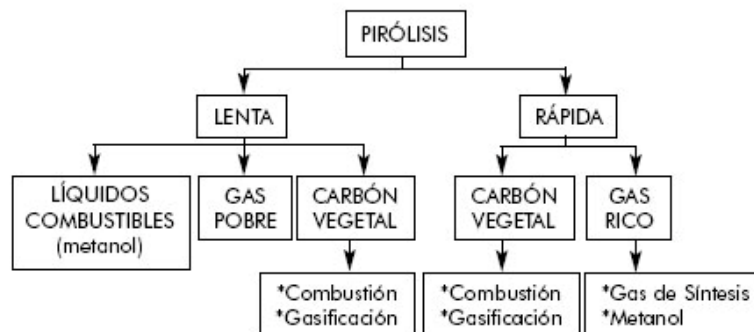 PIRÓLISIS
LENTA
RÁPIDA
LÍQUIDOS
COMBUSTIBLES
(metanol)
GAS
POBRE
CARBÓN
VEGETAL
CARBÓN
VEGETAL
GAS
RICO
*Combustión
*Gasificación
*Combustión
*Gasificación
*Gas de Síntesis
*Metanol